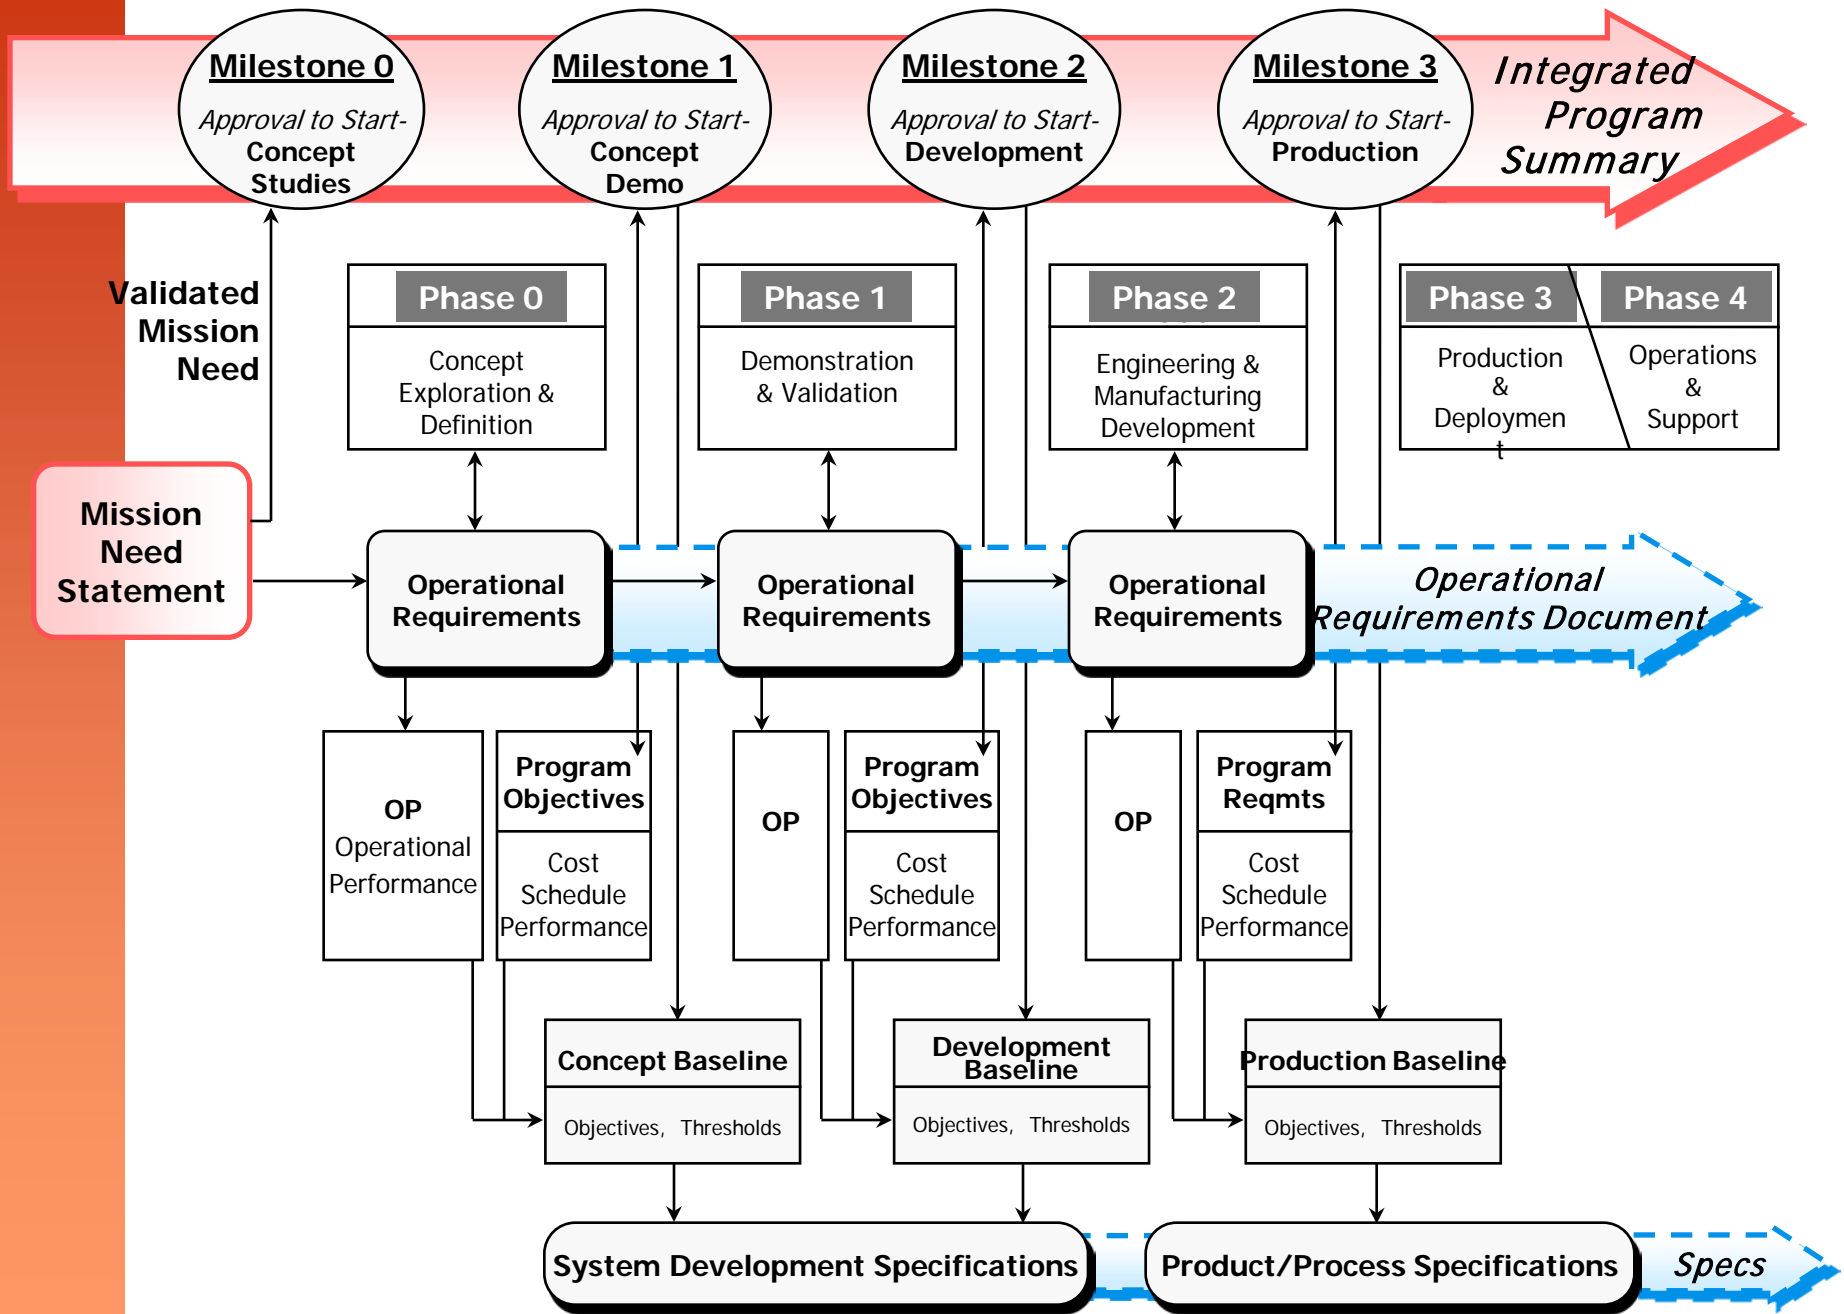 Milestone 0
Approval to Start-
Concept
Studies
Milestone 1
Approval to Start-
Concept
Demo
Milestone 2
Approval to Start-
Development
Milestone 3
Approval to Start-
Production
Integrated
Program
Summary
Validated
Mission
Need
Phase 0
Concept
Exploration &
Definition
Phase 1
Demonstration
& Validation
Phase 2
Engineering &
Manufacturing
Development
Phase 3
Production
&
Deploymen
t
Phase 4
Operations
&
Support
Mission
Need
Statement
Operational
Requirements
Operational
Requirements
Operational
Requirements
Operational
Requirements Document
OP
Operational
Performance
Program
Objectives
Cost
Schedule
Performance
OP
Program
Objectives
Cost
Schedule
Performance
OP
Program
Reqmts
Cost
Schedule
Performance
Concept Baseline
Objectives, Thresholds
Development
Baseline
Objectives, Thresholds
Production Baseline
Objectives, Thresholds
System Development Specifications
Product/Process Specifications
Specs